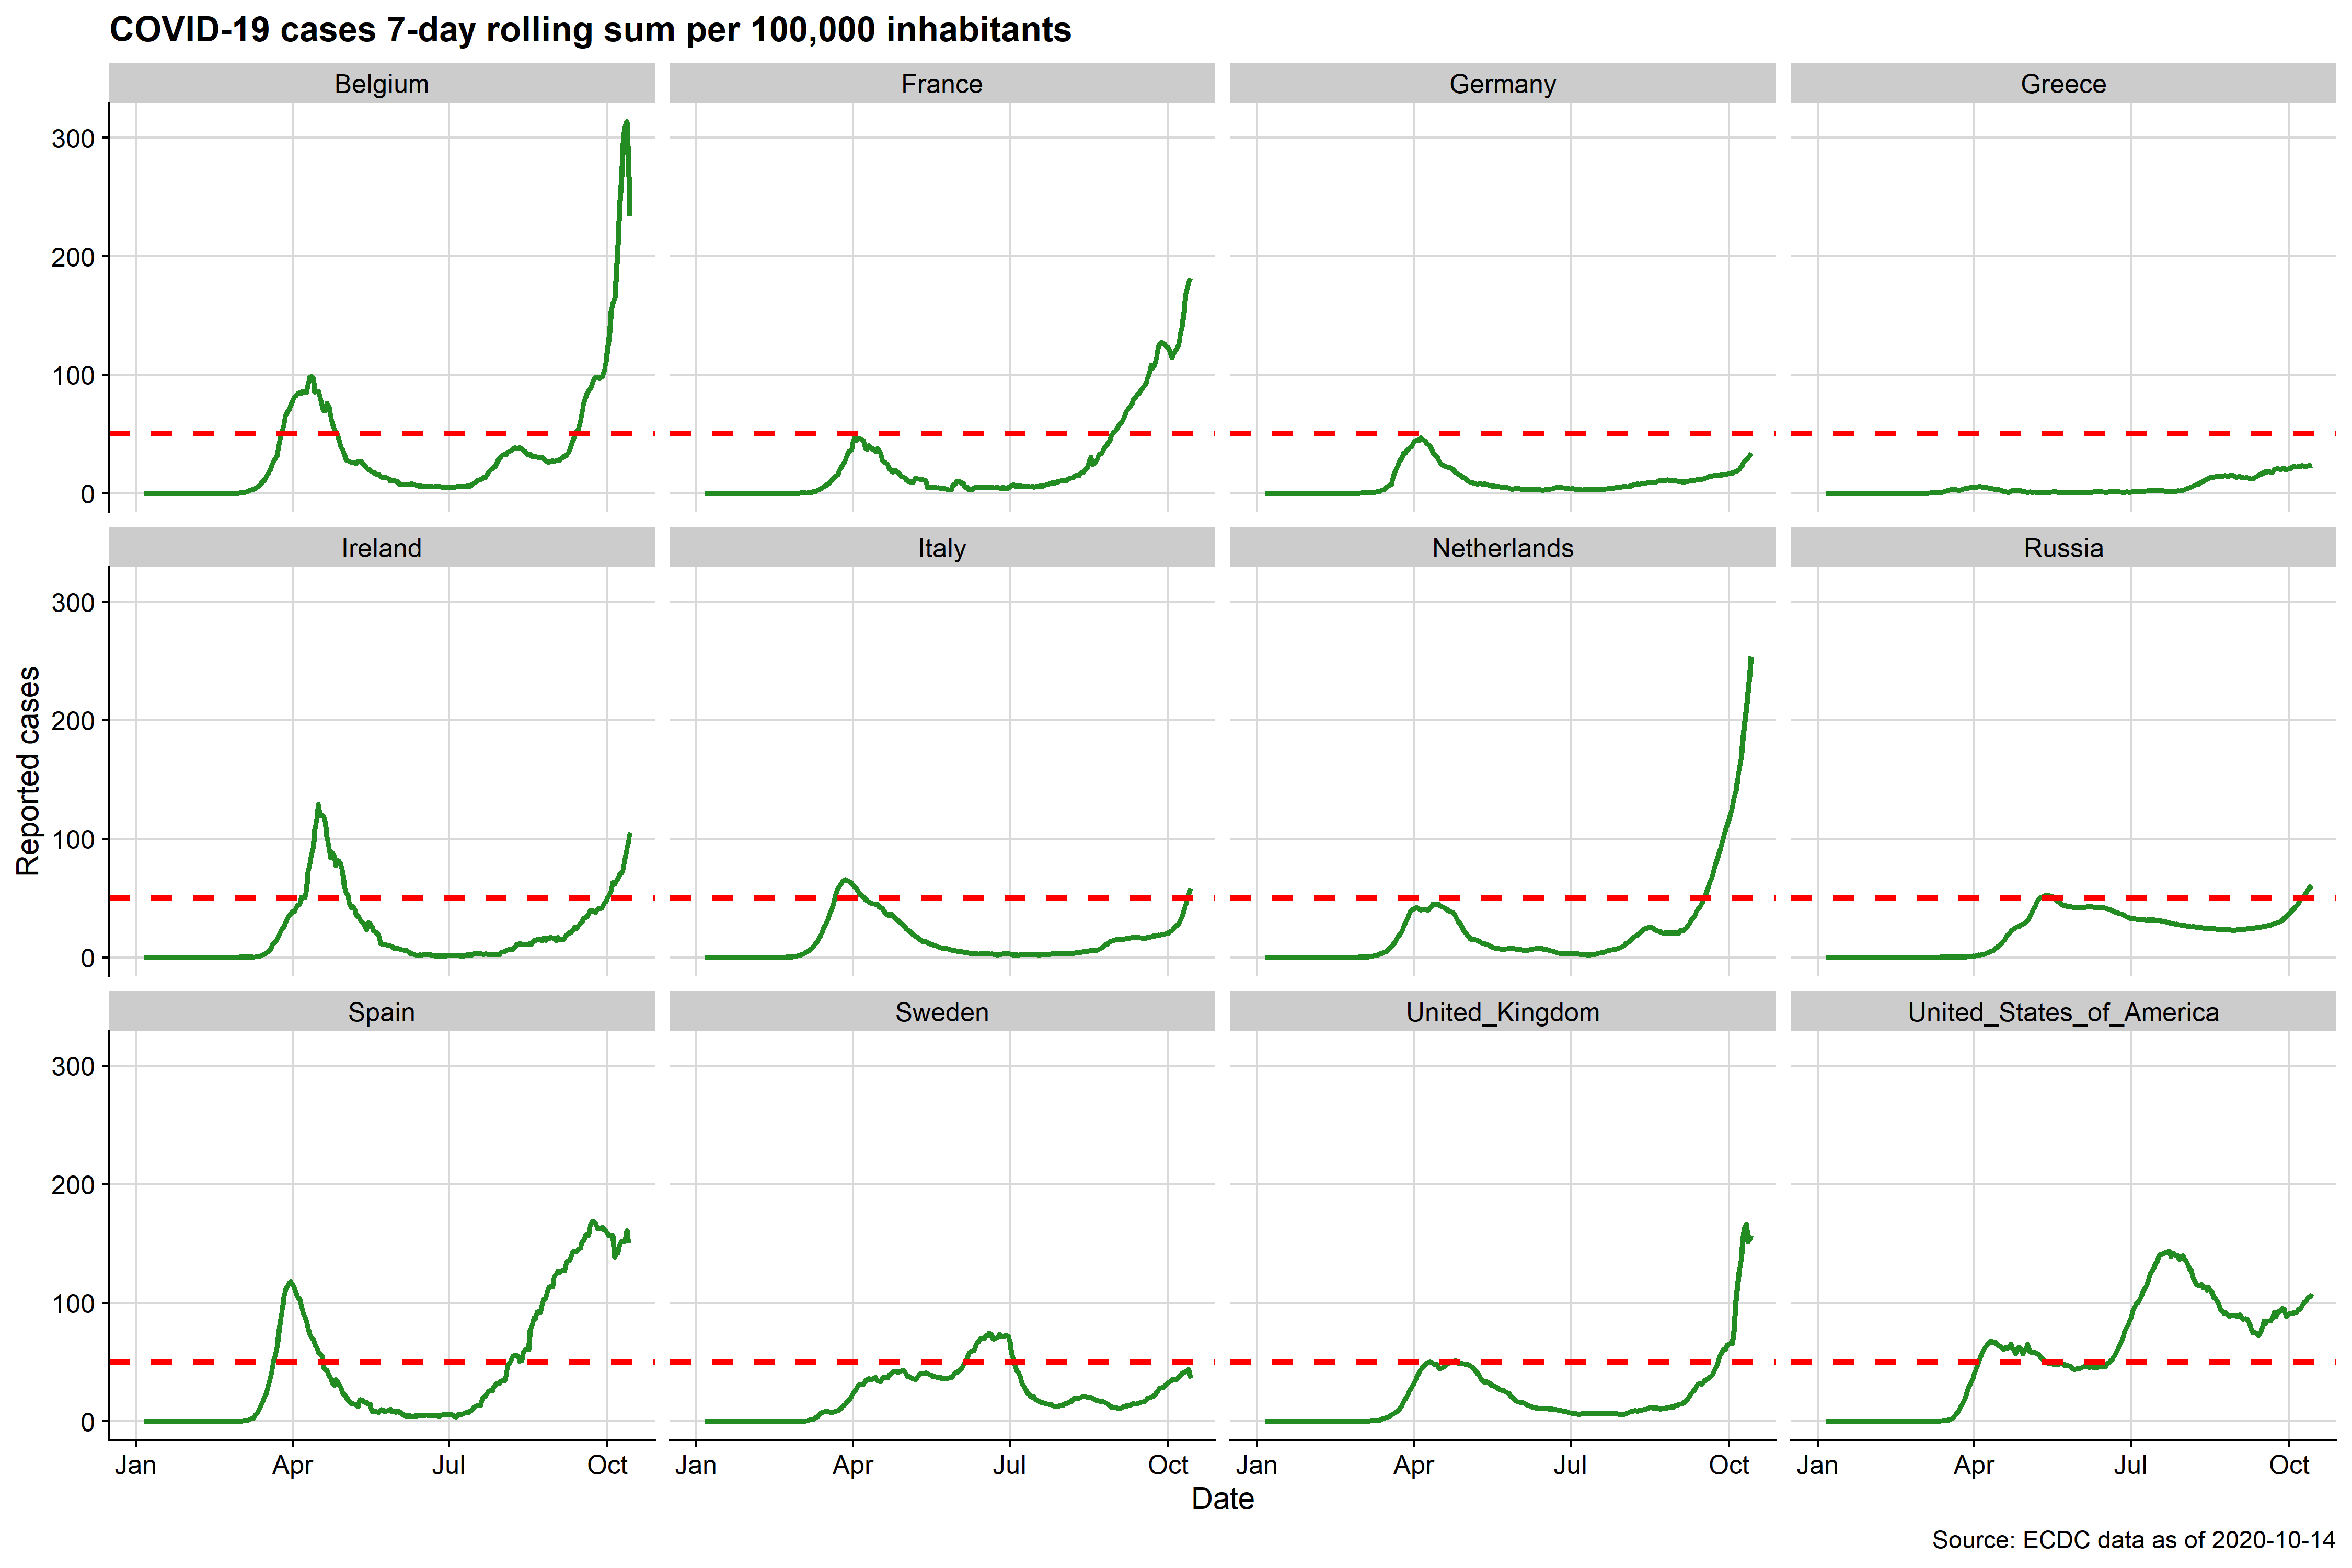 COVID-19 cases 7-day rolling sum per 100,000 inhabitants
Belgium France Germany Greece
300
200
100
0
Ireland Italy Netherlands Russia
300
200
100
0
Reported cases
Spain Sweden United_Kingdom United_States_of_America
300
200
100
0
Jan Apr Jul Oct Jan Apr Jul Oct Jan Apr Jul Oct Jan Apr Jul Oct
Date
Source: ECDC data as of 2020-10-14